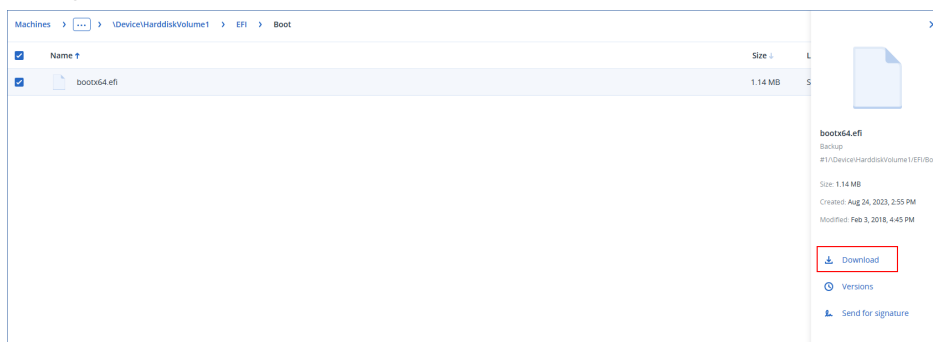 Machines > ... > \Device\HarddiskVolume1 > EFI > Boot
Name ↑ Size ↓ L
bootx64.efi 1.14 MB S
bootx64.efi
Backup
#1/\Device\HarddiskVolume1/EFI/Bo
Size: 1.14 MB
Created: Aug 24, 2023, 2:55 PM
Modified: Feb 3, 2018, 4:45 PM
Download
Versions
Send for signature